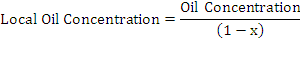 Local Oil Concentration = Oil Concentration / (1 − x)